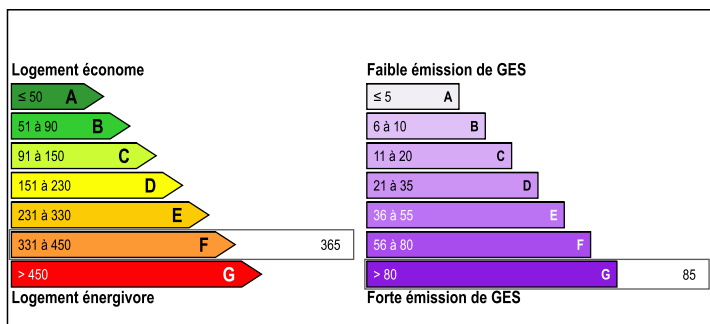 Logement économe
≤ 50 A
51 à 90 B
91 à 150 C
151 à 230 D
231 à 330 E
331 à 450 F 365
> 450 G
Logement énergivore
Faible émission de GES
≤ 5 A
6 à 10 B
11 à 20 C
21 à 35 D
36 à 55 E
56 à 80 F
> 80 G 85
Forte émission de GES